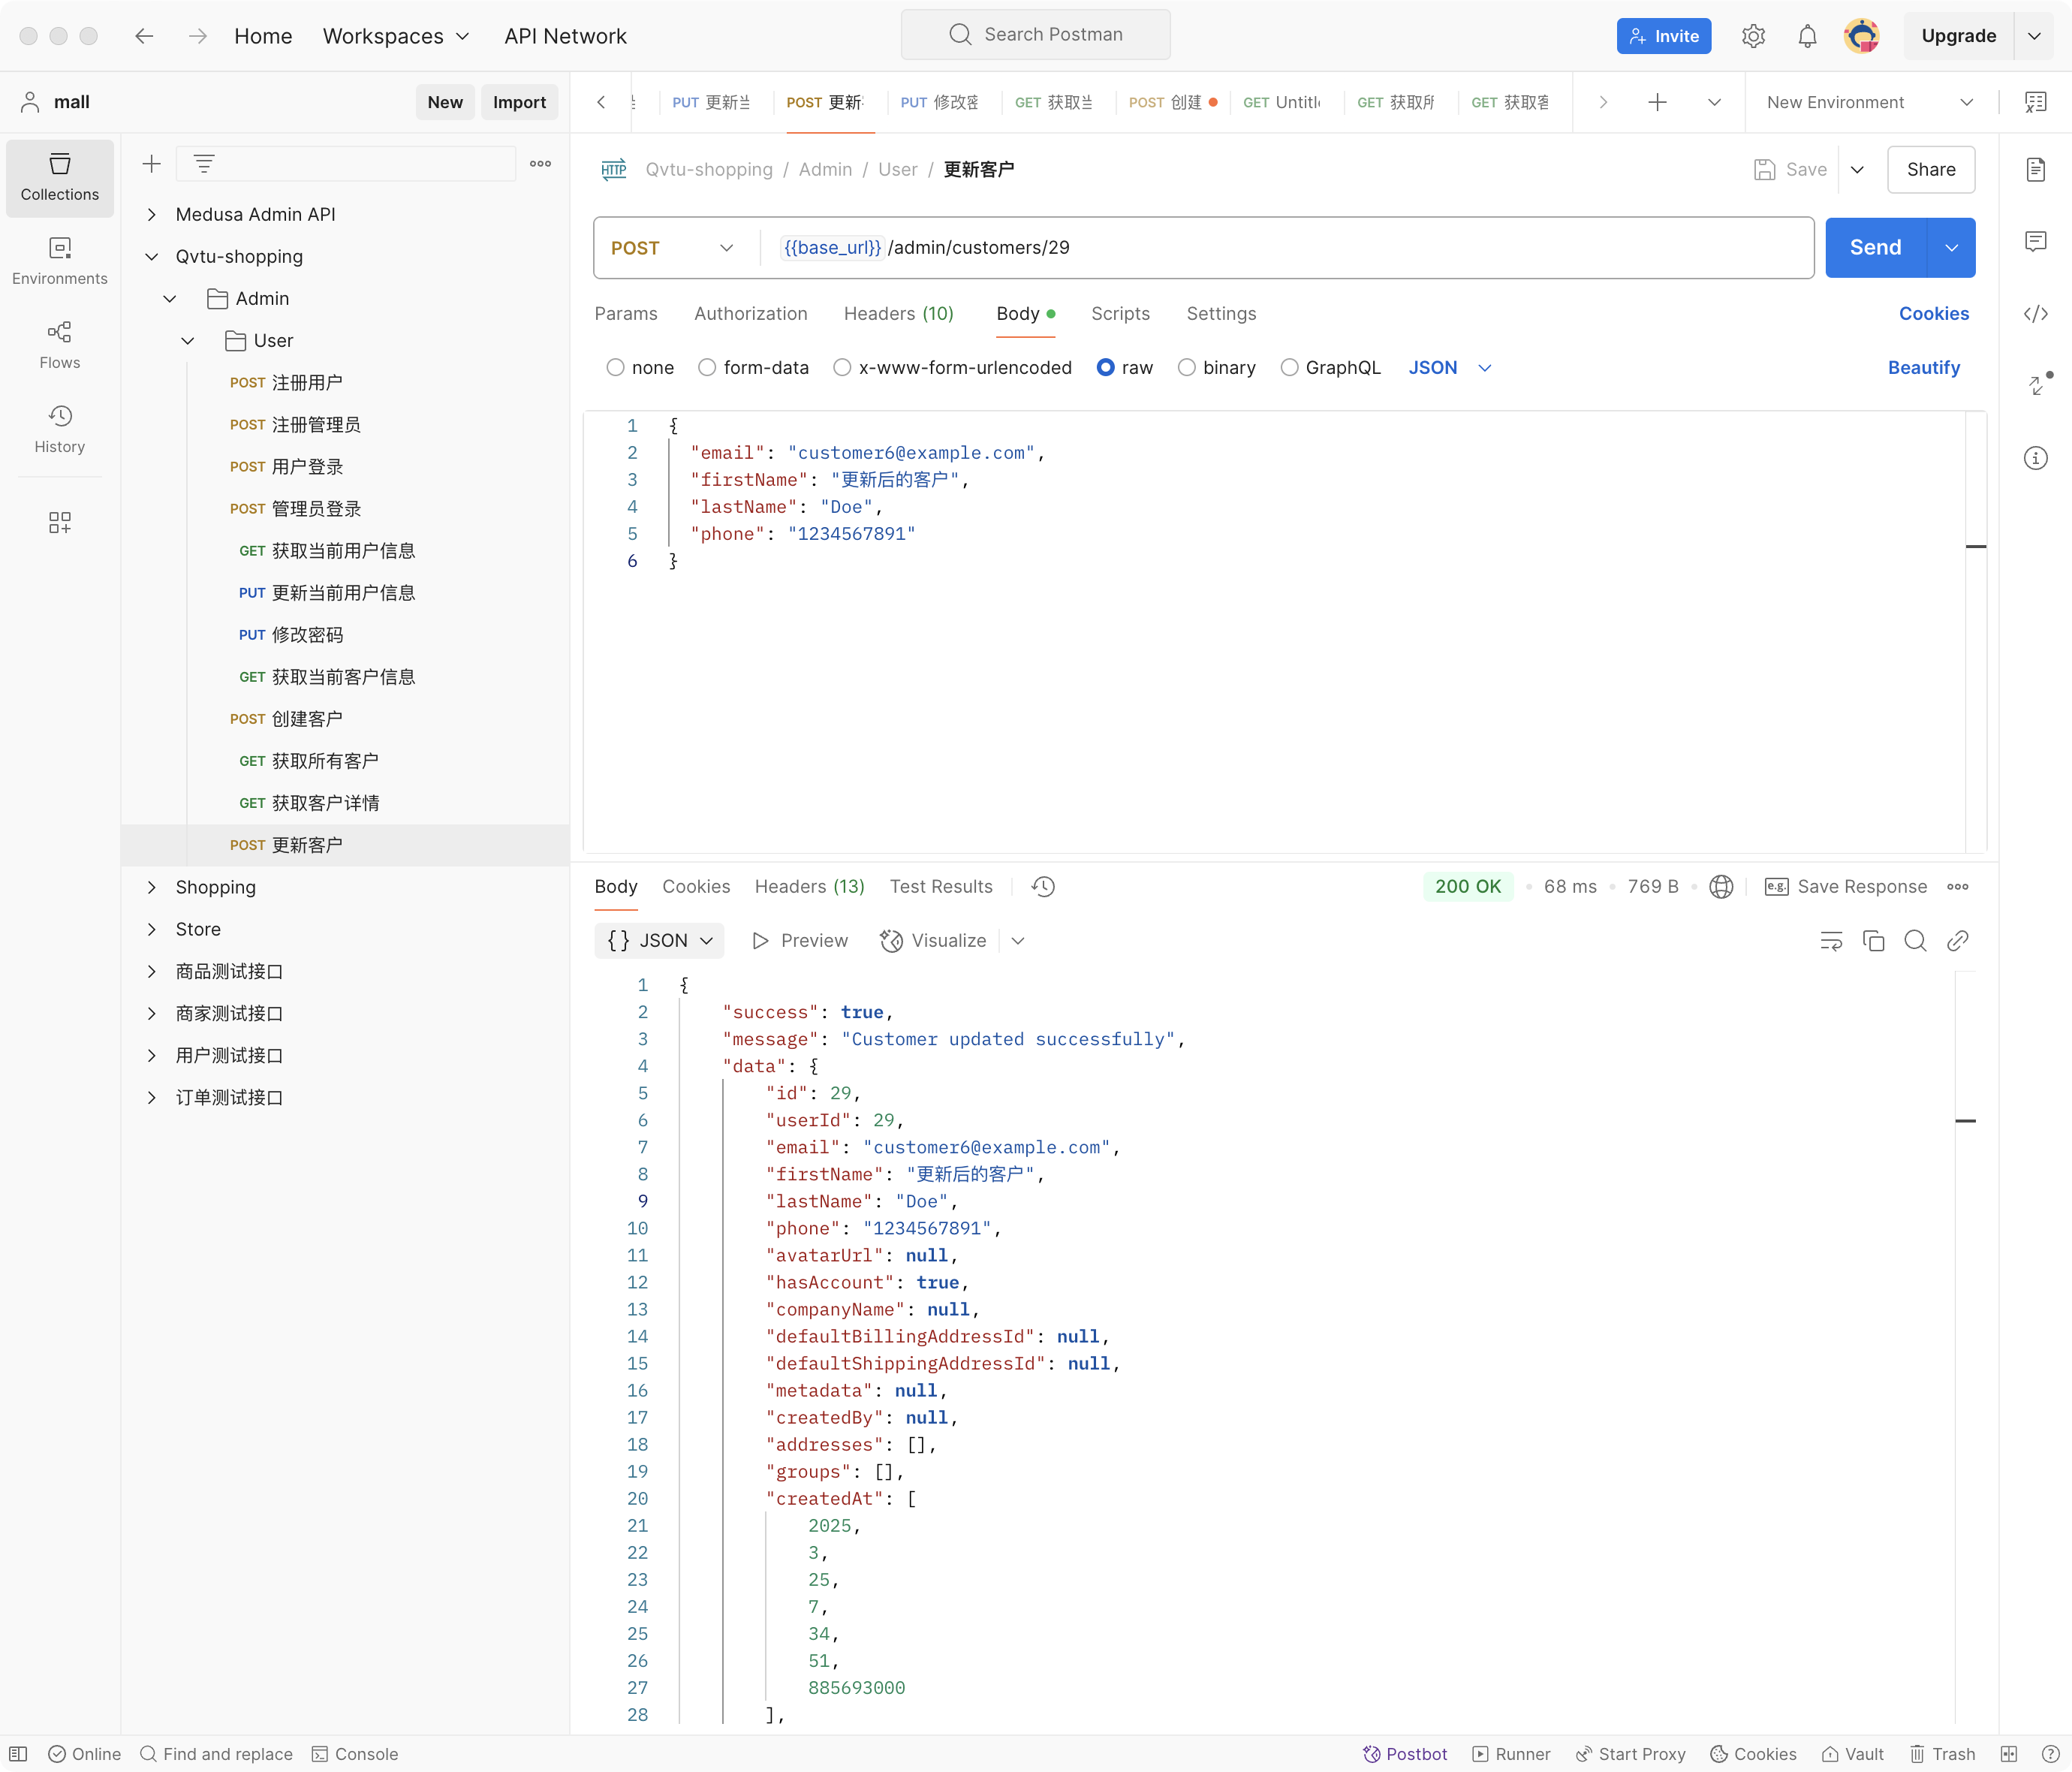 Home Workspaces API Network Search Postman Invite Upgrade
mall New Import
PUT 更新当 POST 更新 PUT 修改密 GET 获取当 POST 创建 GET Untitl GET 获取所 GET 获取客 New Environment
Collections
Environments
Flows
History
Medusa Admin API
Qvtu-shopping
Admin
User
POST 注册用户
POST 注册管理员
POST 用户登录
POST 管理员登录
GET 获取当前用户信息
PUT 更新当前用户信息
PUT 修改密码
GET 获取当前客户信息
POST 创建客户
GET 获取所有客户
GET 获取客户详情
POST 更新客户
Shopping
Store
商品测试接口
商家测试接口
用户测试接口
订单测试接口
HTTP Qvtu-shopping / Admin / User / 更新客户 Save Share
POST {{base_url}}/admin/customers/29 Send
Params Authorization Headers (10) Body Scripts Settings Cookies
none form-data x-www-form-urlencoded raw binary GraphQL JSON Beautify
1 {
2 "email": "customer6@example.com",
3 "firstName": "更新后的客户",
4 "lastName": "Doe",
5 "phone": "1234567891"
6 }
Body Cookies Headers (13) Test Results 200 OK 68 ms 769 B e.g. Save Response
{} JSON Preview Visualize
1 {
2 "success": true,
3 "message": "Customer updated successfully",
4 "data": {
5 "id": 29,
6 "userId": 29,
7 "email": "customer6@example.com",
8 "firstName": "更新后的客户",
9 "lastName": "Doe",
10 "phone": "1234567891",
11 "avatarUrl": null,
12 "hasAccount": true,
13 "companyName": null,
14 "defaultBillingAddressId": null,
15 "defaultShippingAddressId": null,
16 "metadata": null,
17 "createdBy": null,
18 "addresses": [],
19 "groups": [],
20 "createdAt": [
21 2025,
22 3,
23 25,
24 7,
25 34,
26 51,
27 885693000
28 ],
Online Find and replace Console Postbot Runner Start Proxy Cookies Vault Trash